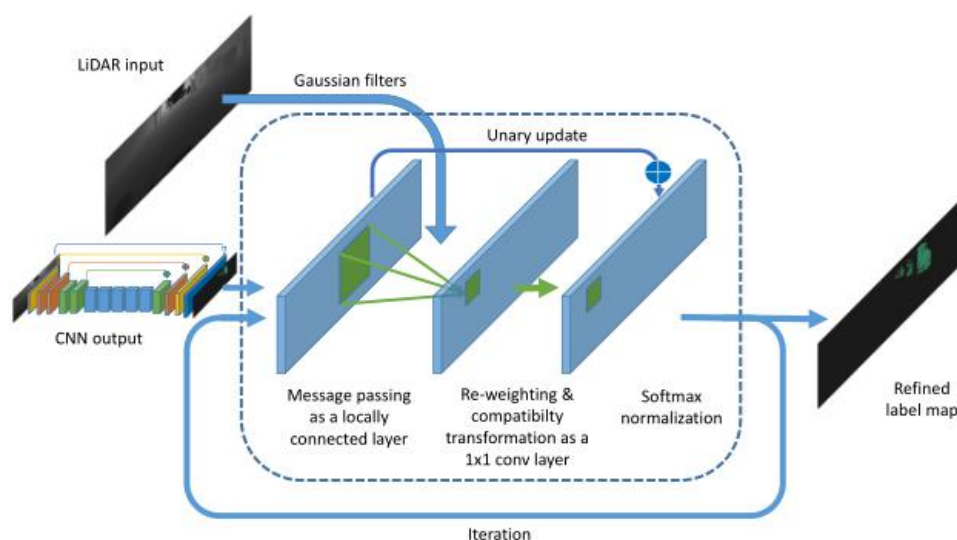 LiDAR input
Gaussian filters
Unary update
CNN output
Message passing
as a locally
connected layer
Re-weighting &
compatibilty
transformation as a
1x1 conv layer
Softmax
normalization
Refined
label map
Iteration